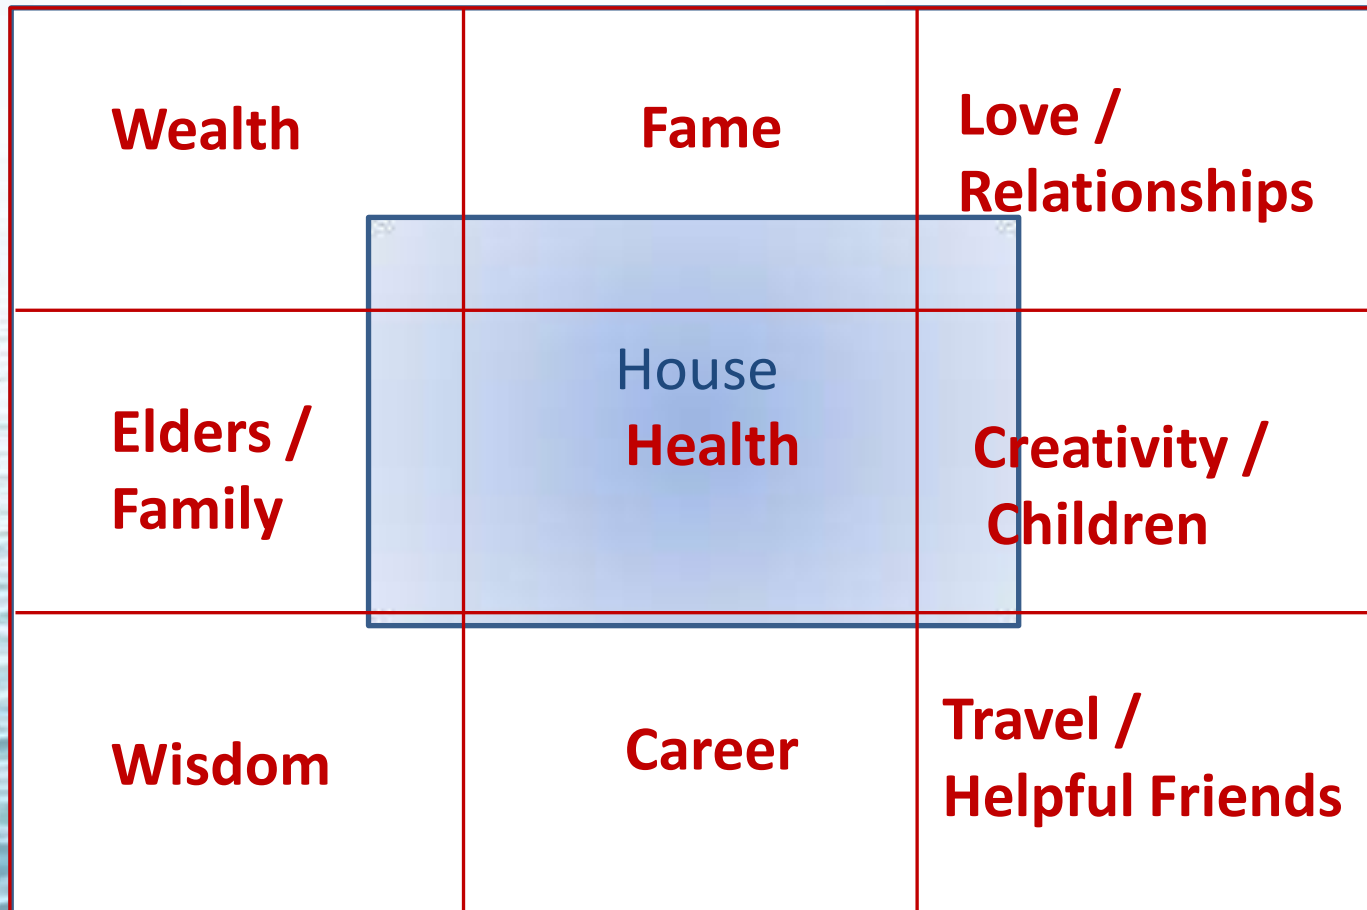 Wealth
Fame
Love /
Relationships
Elders /
Family
House
Health
Creativity /
Children
Wisdom
Career
Travel /
Helpful Friends